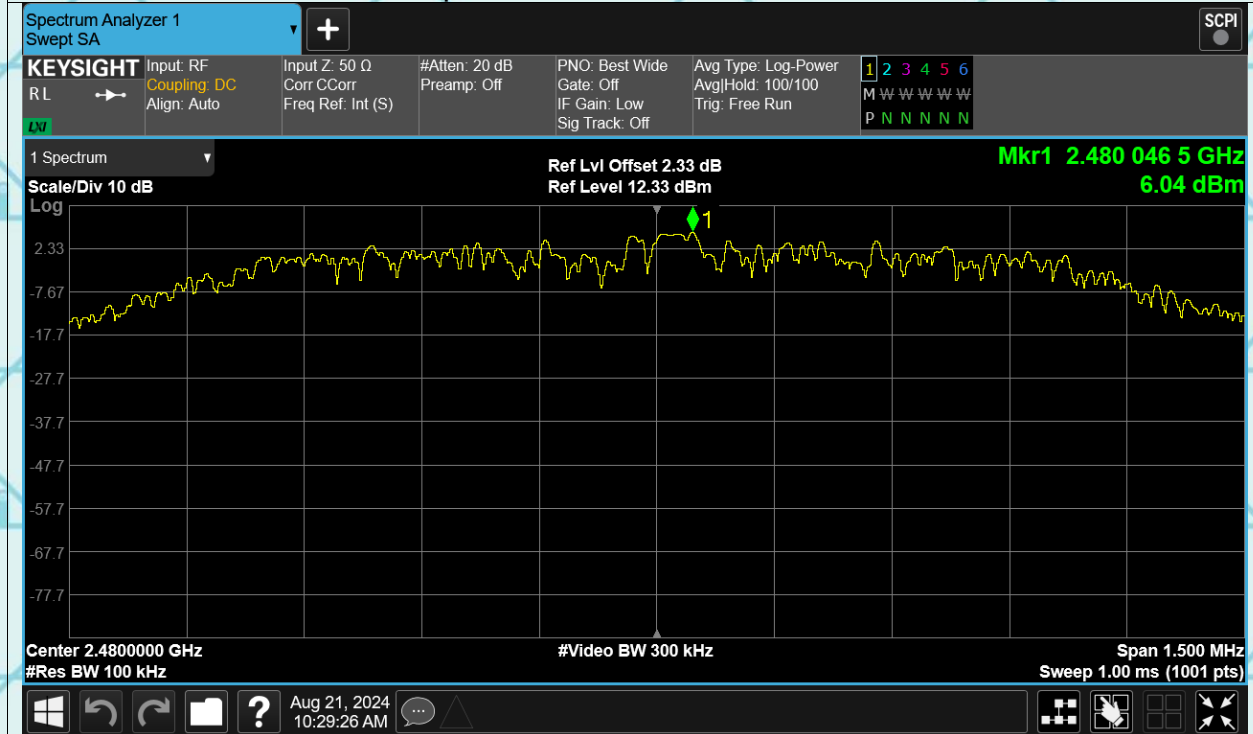 Spectrum Analyzer 1
Swept SA
SCPI
KEYSIGHT
RL
LXI
Input: RF
Coupling: DC
Align: Auto
Input Z: 50 Ω
Corr CCorr
Freq Ref: Int (S)
#Atten: 20 dB
Preamp: Off
PNO: Best Wide
Gate: Off
IF Gain: Low
Sig Track: Off
Avg Type: Log-Power
Avg|Hold: 100/100
Trig: Free Run
1 2 3 4 5 6
M W W W W W
P N N N N N
1 Spectrum
Scale/Div 10 dB
Log
Ref Lvl Offset 2.33 dB
Ref Level 12.33 dBm
Mkr1 2.480 046 5 GHz
6.04 dBm
1
2.33
-7.67
-17.7
-27.7
-37.7
-47.7
-57.7
-67.7
-77.7
Center 2.4800000 GHz
#Res BW 100 kHz
#Video BW 300 kHz
Span 1.500 MHz
Sweep 1.00 ms (1001 pts)
?
Aug 21, 2024
10:29:26 AM